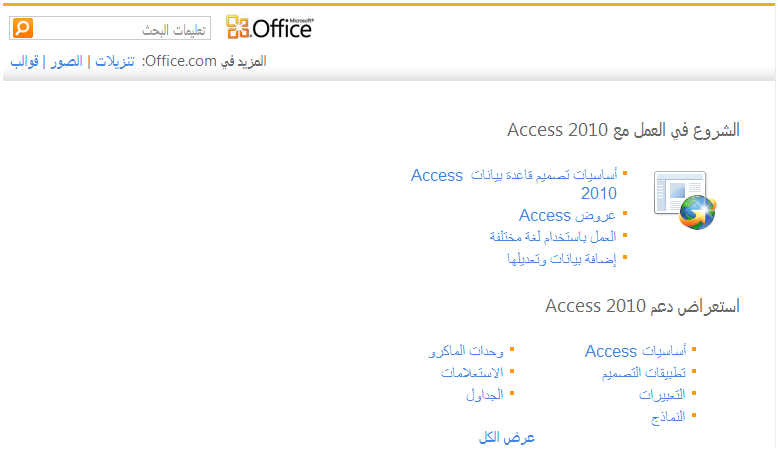 Microsoft® Office
تعليمات البحث
المزيد في Office.com: تنزيلات | الصور | قوالب
الشروع في العمل مع Access 2010
أساسيات تصميم قاعدة بيانات Access
2010
عروض Access
العمل باستخدام لغة مختلفة
إضافة بيانات وتعديلها
استعراض دعم Access 2010
أساسيات Access
تطبيقات التصميم
التعبيرات
النماذج
وحدات الماكرو
الاستعلامات
الجداول
عرض الكل